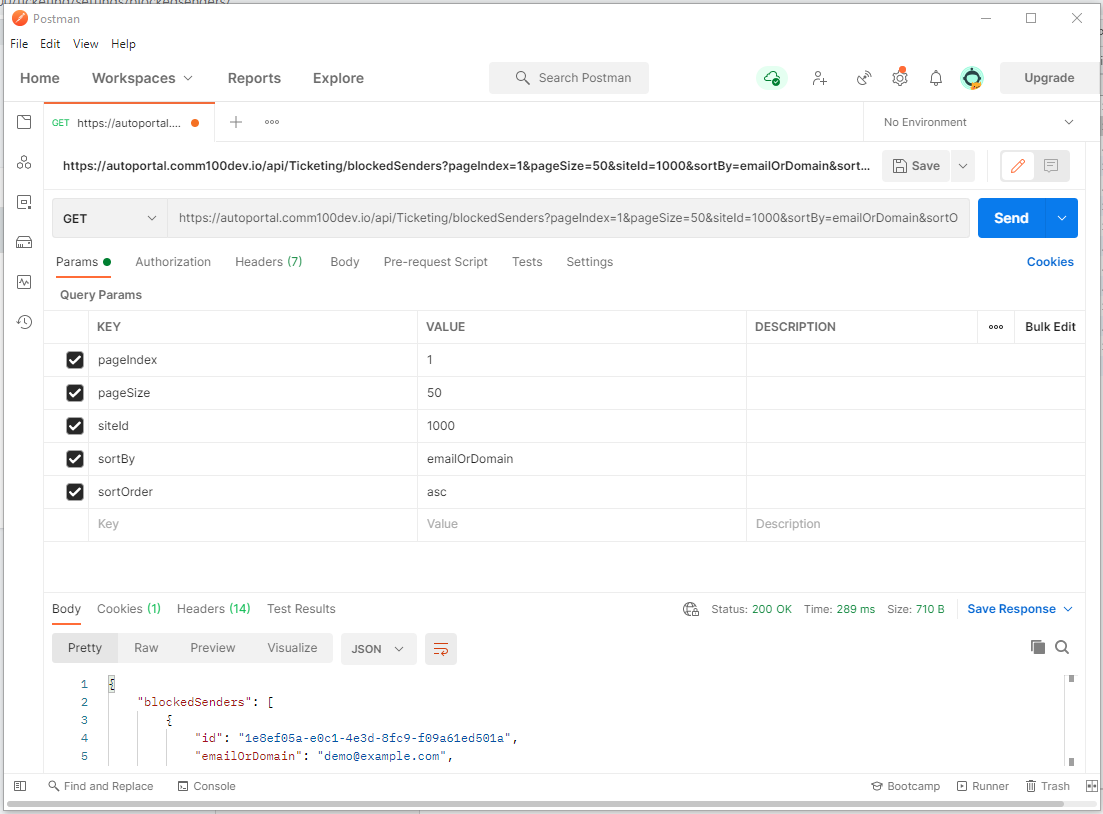 Postman
File Edit View Help
Home Workspaces Reports Explore Search Postman Upgrade
GET https://autoportal.... No Environment
https://autoportal.comm100dev.io/api/Ticketing/blockedSenders?pageIndex=1&pageSize=50&siteId=1000&sortBy=emailOrDomain&sort... Save
GET https://autoportal.comm100dev.io/api/Ticketing/blockedSenders?pageIndex=1&pageSize=50&siteId=1000&sortBy=emailOrDomain&sortO Send
Params Authorization Headers (7) Body Pre-request Script Tests Settings Cookies
Query Params
KEY VALUE DESCRIPTION Bulk Edit
pageIndex 1
pageSize 50
siteId 1000
sortBy emailOrDomain
sortOrder asc
Key Value Description
Body Cookies (1) Headers (14) Test Results Status: 200 OK Time: 289 ms Size: 710 B Save Response
Pretty Raw Preview Visualize JSON
1 {
2 "blockedSenders": [
3 {
4 "id": "1e8ef05a-e0c1-4e3d-8fc9-f09a61ed501a",
5 "emailOrDomain": "demo@example.com",
Find and Replace Console Bootcamp Runner Trash